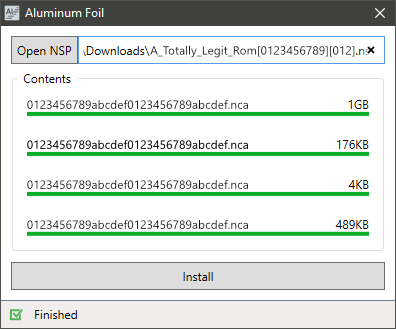 Aluminum Foil
Open NSP \Downloads\A_Totally_Legit_Rom[0123456789][012].ns
Contents
0123456789abcdef0123456789abcdef.nca 1GB
0123456789abcdef0123456789abcdef.nca 176KB
0123456789abcdef0123456789abcdef.nca 4KB
0123456789abcdef0123456789abcdef.nca 489KB
Install
Finished